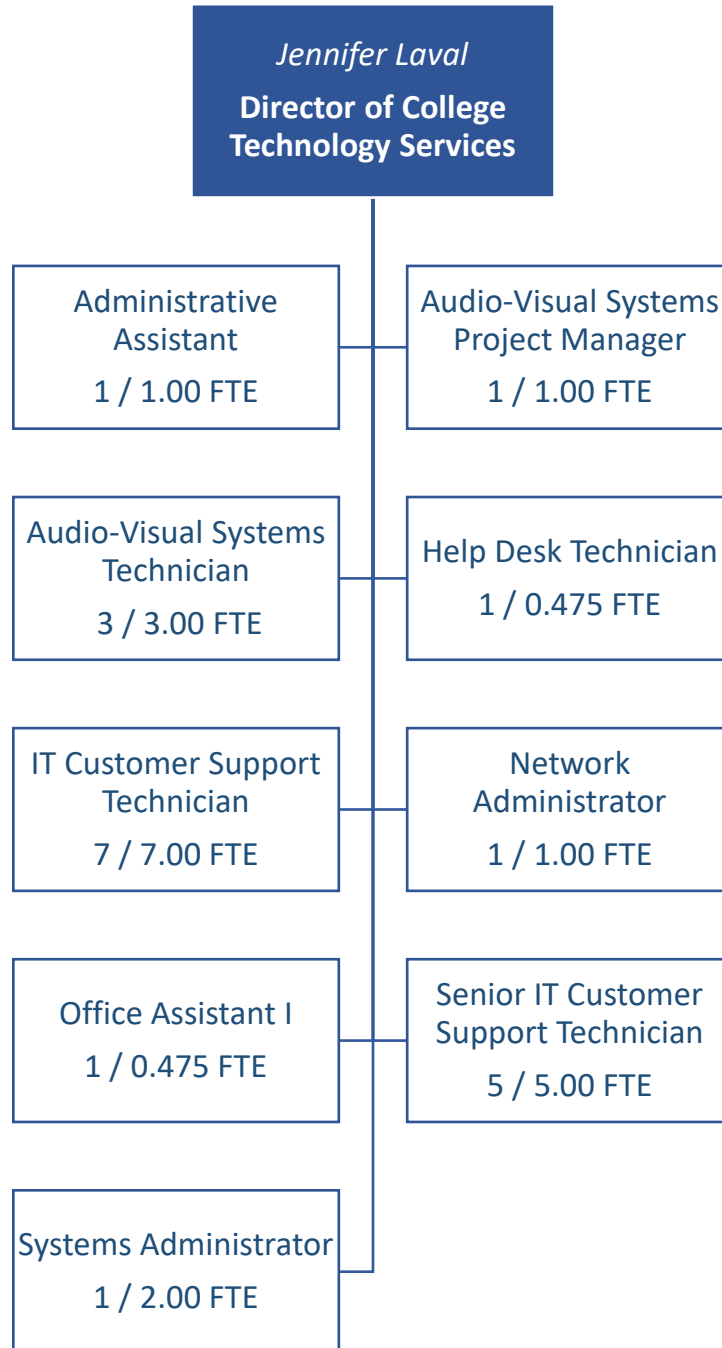 Jennifer Laval
Director of College
Technology Services
Administrative
Assistant
1 / 1.00 FTE
Audio-Visual Systems
Project Manager
1 / 1.00 FTE
Audio-Visual Systems
Technician
3 / 3.00 FTE
Help Desk Technician
1 / 0.475 FTE
IT Customer Support
Technician
7 / 7.00 FTE
Network
Administrator
1 / 1.00 FTE
Office Assistant I
1 / 0.475 FTE
Senior IT Customer
Support Technician
5 / 5.00 FTE
Systems Administrator
1 / 2.00 FTE